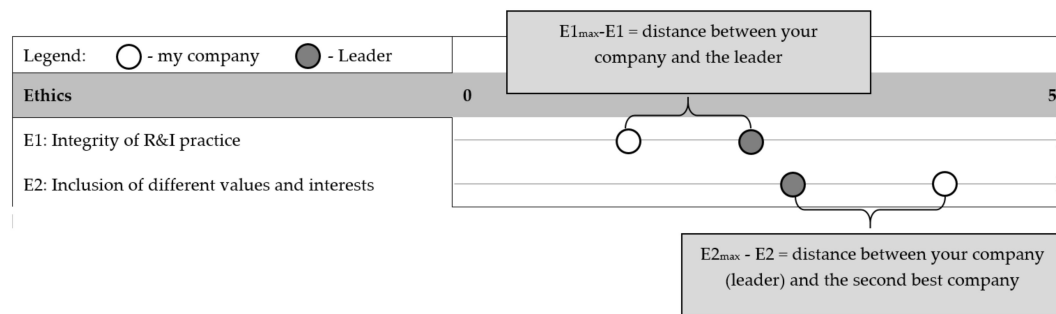 E1max-E1 = distance between your
company and the leader
Legend: - my company - Leader
Ethics 0 5
E1: Integrity of R&I practice
E2: Inclusion of different values and interests
E2max - E2 = distance between your company
(leader) and the second best company